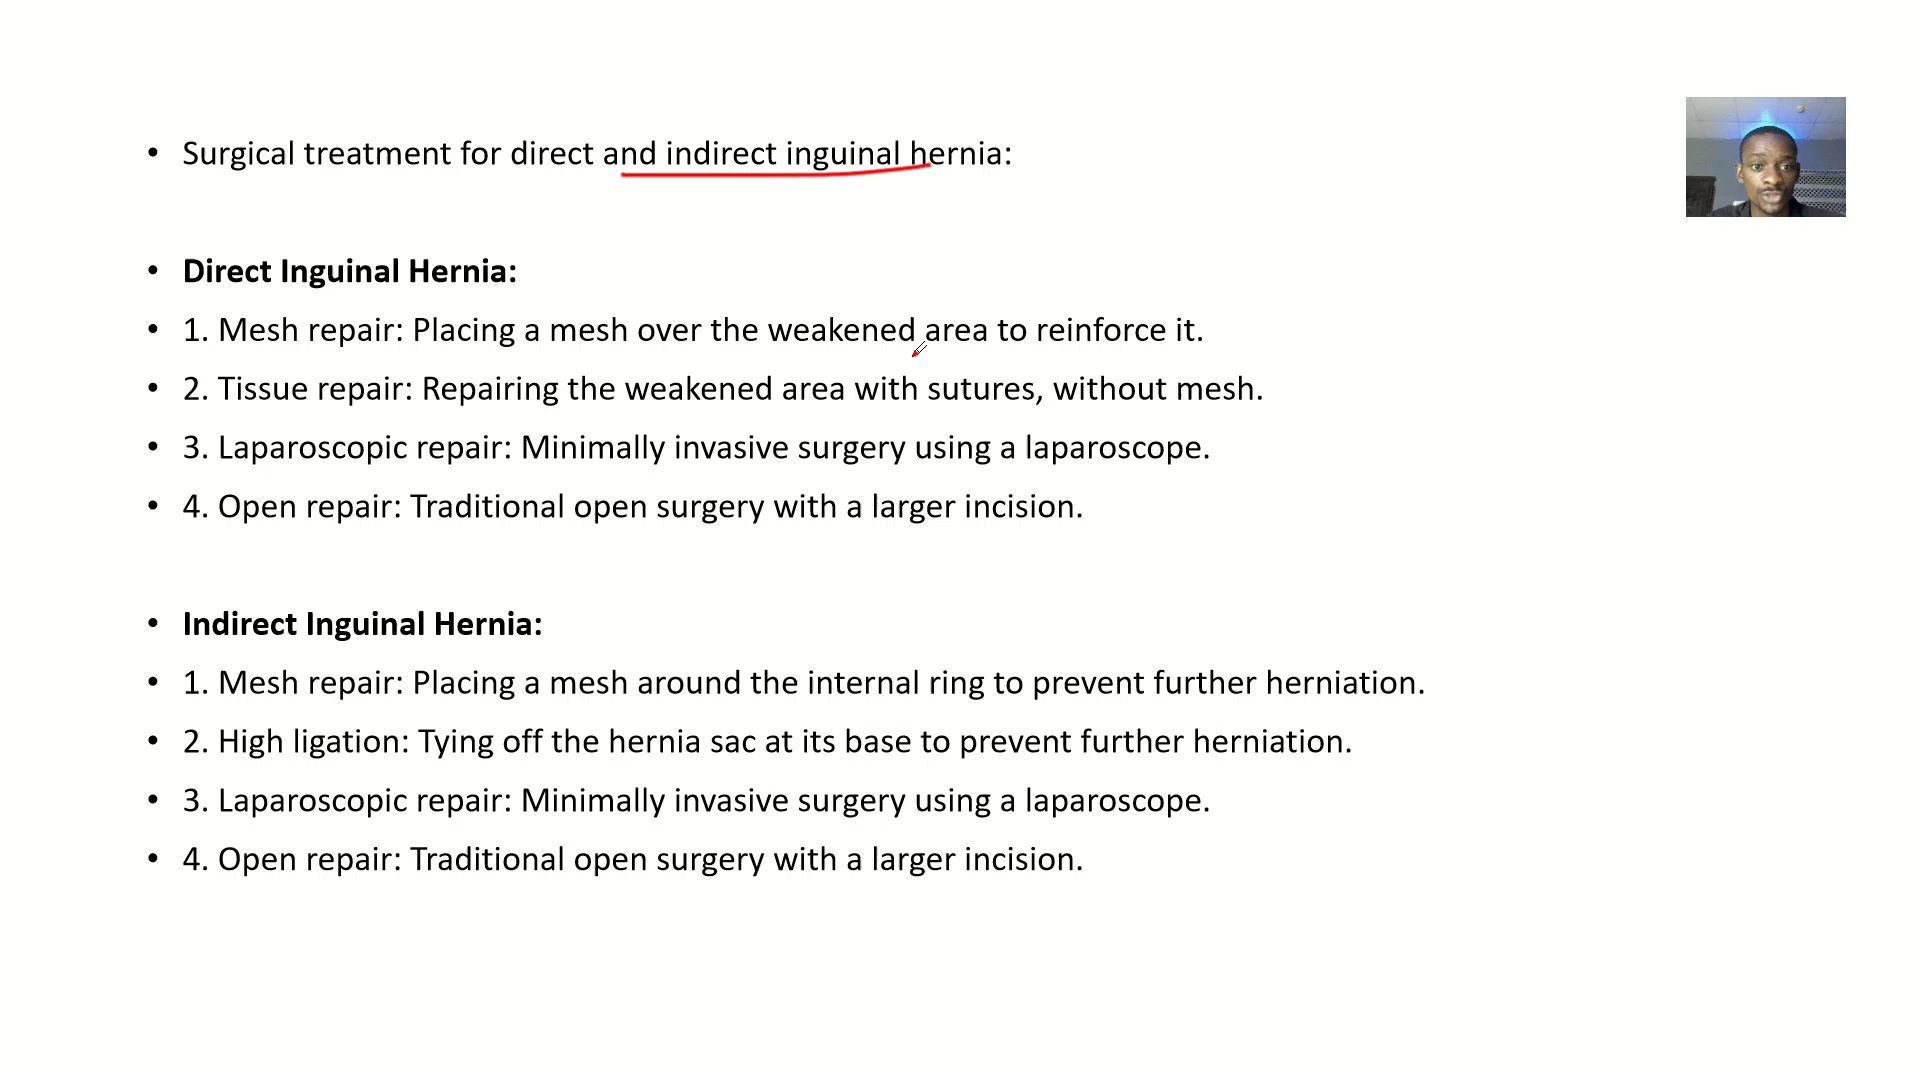 • Surgical treatment for direct and indirect inguinal hernia:
• Direct Inguinal Hernia:
• 1. Mesh repair: Placing a mesh over the weakened area to reinforce it.
• 2. Tissue repair: Repairing the weakened area with sutures, without mesh.
• 3. Laparoscopic repair: Minimally invasive surgery using a laparoscope.
• 4. Open repair: Traditional open surgery with a larger incision.
• Indirect Inguinal Hernia:
• 1. Mesh repair: Placing a mesh around the internal ring to prevent further herniation.
• 2. High ligation: Tying off the hernia sac at its base to prevent further herniation.
• 3. Laparoscopic repair: Minimally invasive surgery using a laparoscope.
• 4. Open repair: Traditional open surgery with a larger incision.